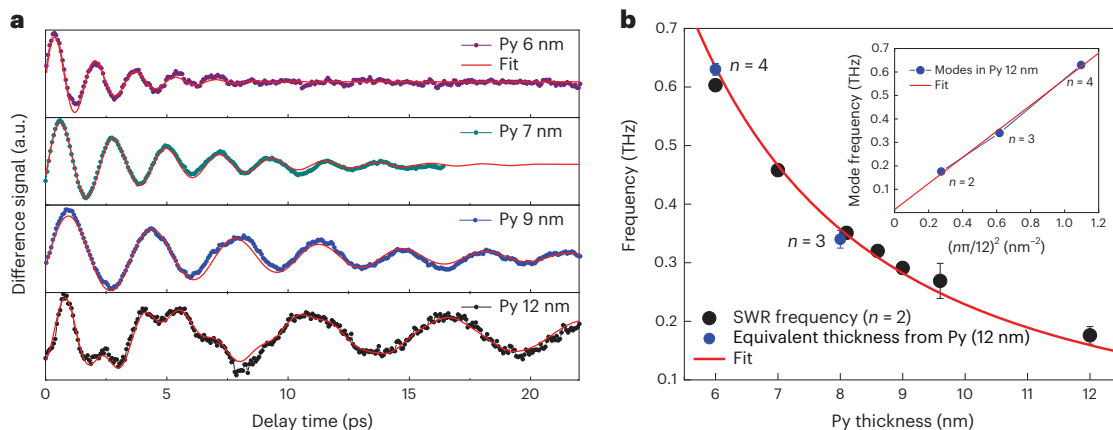 a
Difference signal (a.u.)
Py 6 nm
Fit
Py 7 nm
Py 9 nm
Py 12 nm
0
5
10
15
20
Delay time (ps)
b
Frequency (THz)
0.7
0.6
0.5
0.4
0.3
0.2
0.1
n = 4
n = 3
SWR frequency (n = 2)
Equivalent thickness from Py (12 nm)
Fit
6
7
8
9
10
11
12
Py thickness (nm)
Mode frequency (THz)
0.7
0.6
0.5
0.4
0.3
0.2
0.1
Modes in Py 12 nm
Fit
n = 4
n = 3
n = 2
0
0.2
0.4
0.6
0.8
1.0
1.2
(nπ/12)² (nm⁻²)